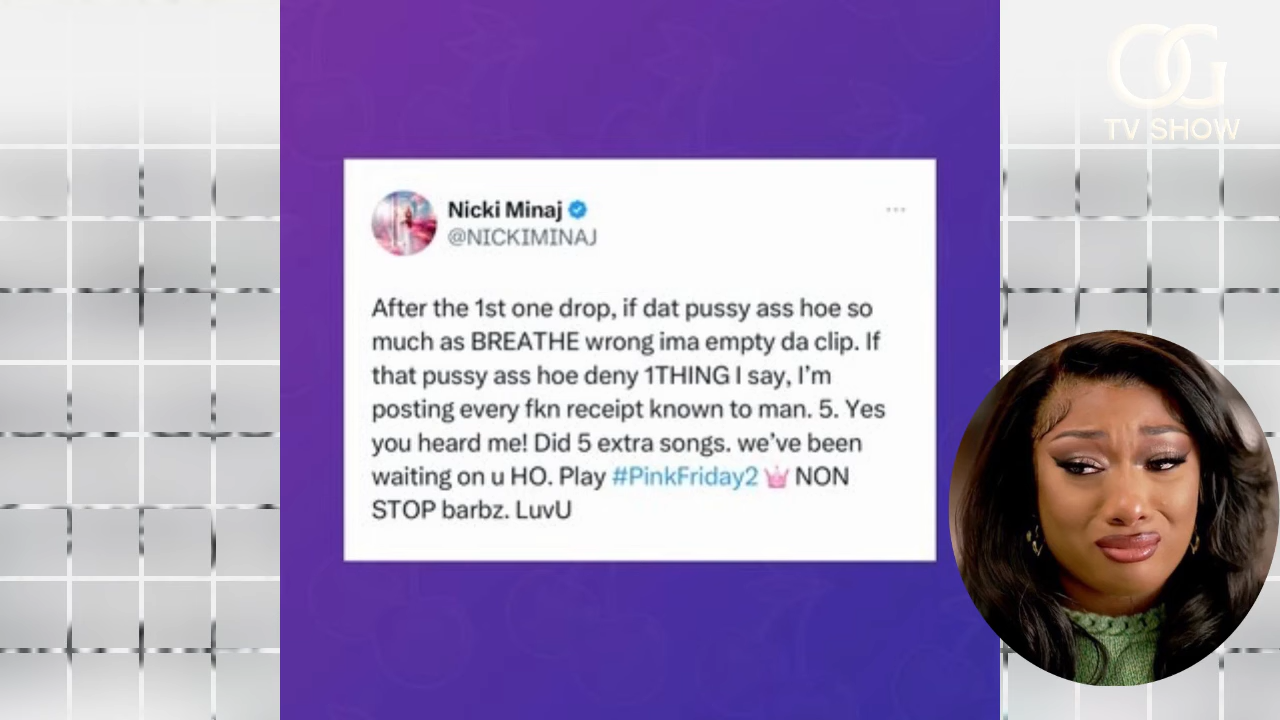 OG
TV SHOW
Nicki Minaj
@NICKIMINAJ
After the 1st one drop, if dat pussy ass hoe so
much as BREATHE wrong ima empty da clip. If
that pussy ass hoe deny 1THING I say, I’m
posting every fkn receipt known to man. 5. Yes
you heard me! Did 5 extra songs. we’ve been
waiting on u HO. Play #PinkFriday2 NON
STOP barbz. LuvU